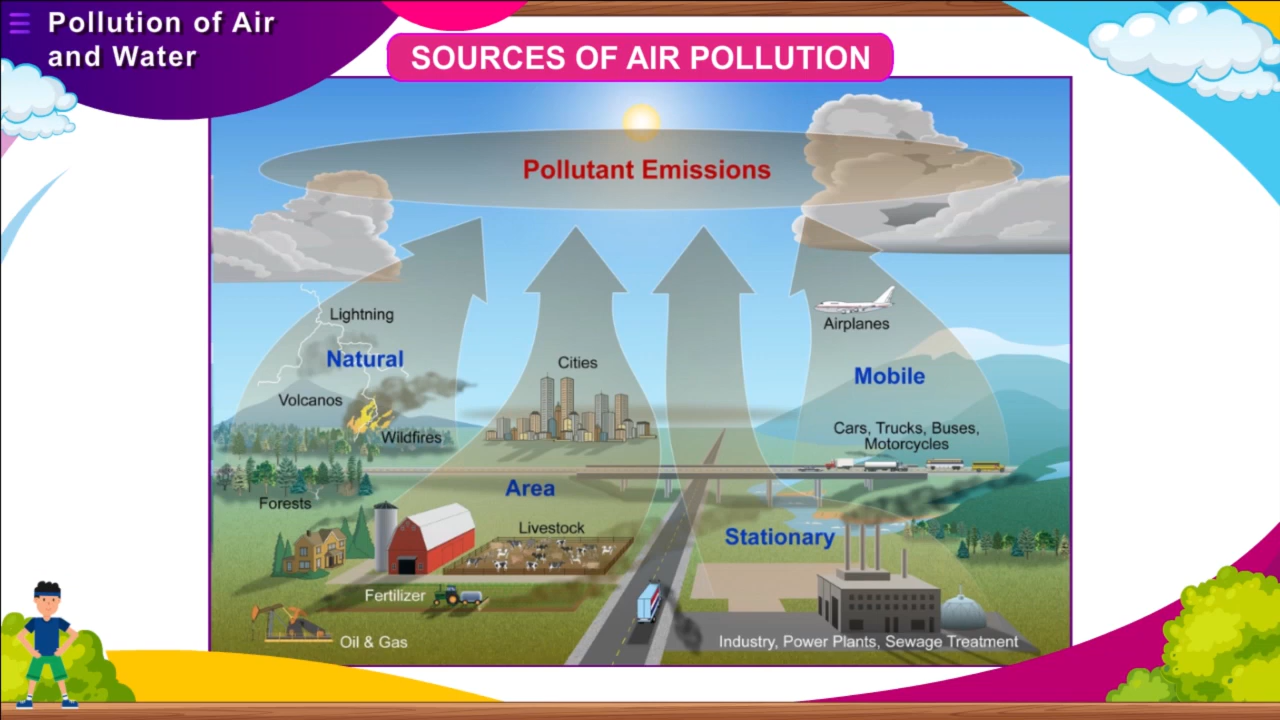 Pollution of Air
and Water
SOURCES OF AIR POLLUTION
Pollutant Emissions
Lightning
Natural
Volcanos
Wildfires
Forests
Cities
Airplanes
Mobile
Cars, Trucks, Buses,
Motorcycles
Area
Livestock
Fertilizer
Oil & Gas
Stationary
Industry, Power Plants, Sewage Treatment